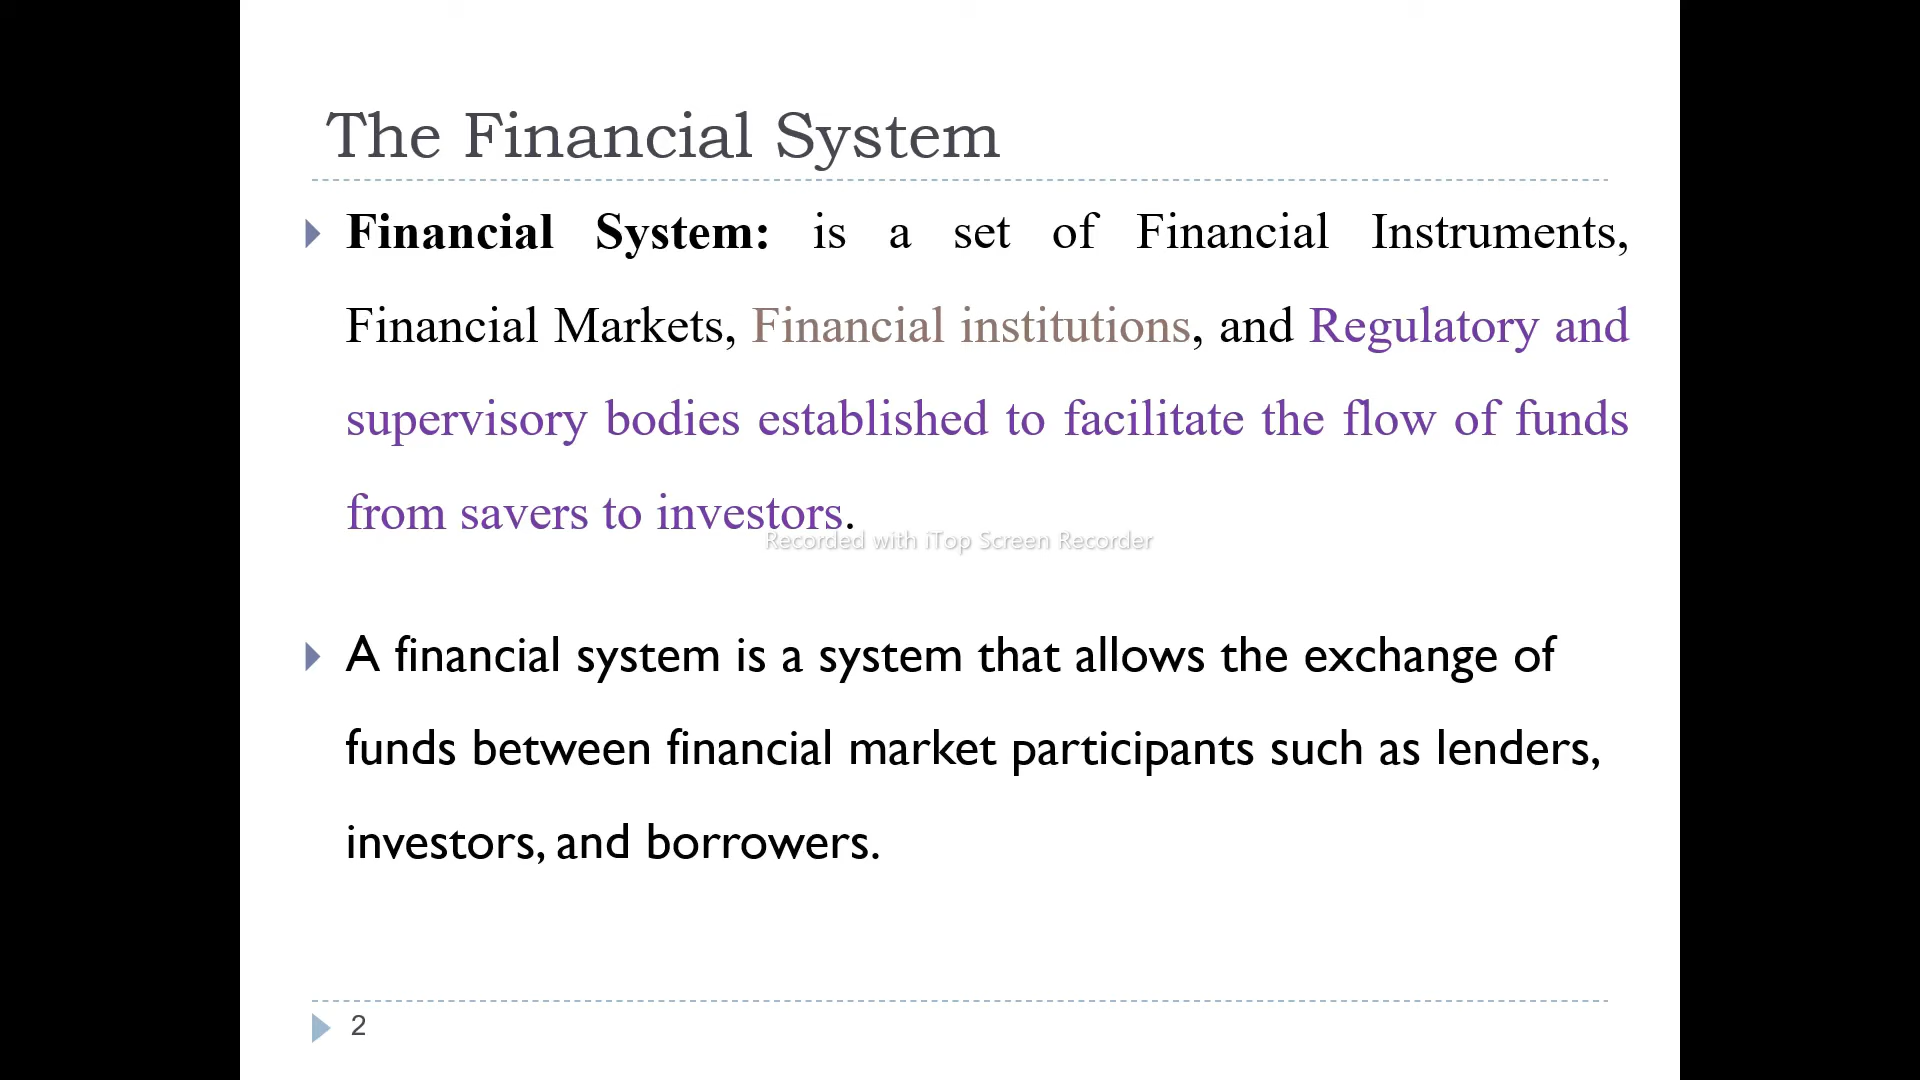 The Financial System
Financial System: is a set of Financial Instruments,
Financial Markets, Financial institutions, and Regulatory and
supervisory bodies established to facilitate the flow of funds
from savers to investors.
Recorded with iTop Screen Recorder
A financial system is a system that allows the exchange of
funds between financial market participants such as lenders,
investors, and borrowers.
2